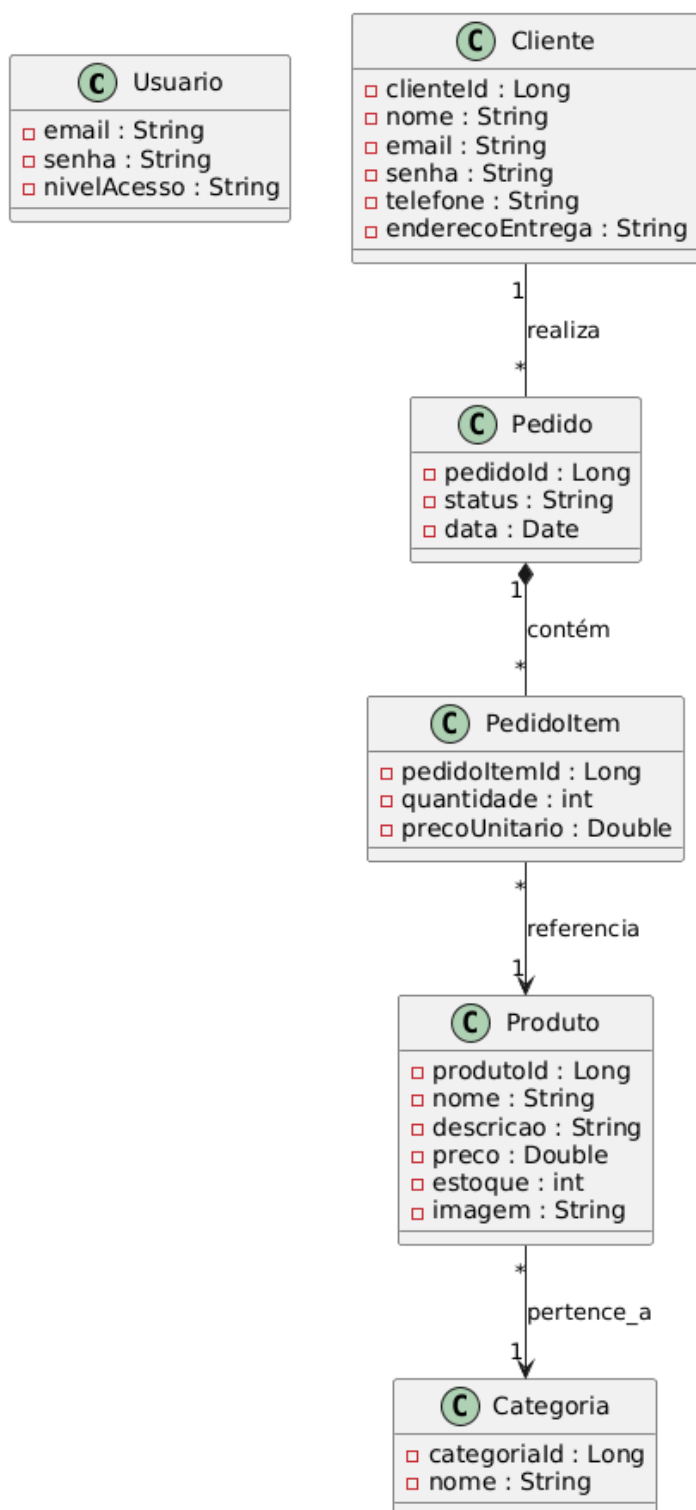 C Usuario
email : String
senha : String
nivelAcesso : String
C Cliente
clienteId : Long
nome : String
email : String
senha : String
telefone : String
enderecoEntrega : String
1
realiza
*
C Pedido
pedidoId : Long
status : String
data : Date
1
contém
*
C PedidoItem
pedidoItemId : Long
quantidade : int
precoUnitario : Double
*
referencia
1
C Produto
produtoId : Long
nome : String
descricao : String
preco : Double
estoque : int
imagem : String
*
pertence_a
1
C Categoria
categoriaId : Long
nome : String